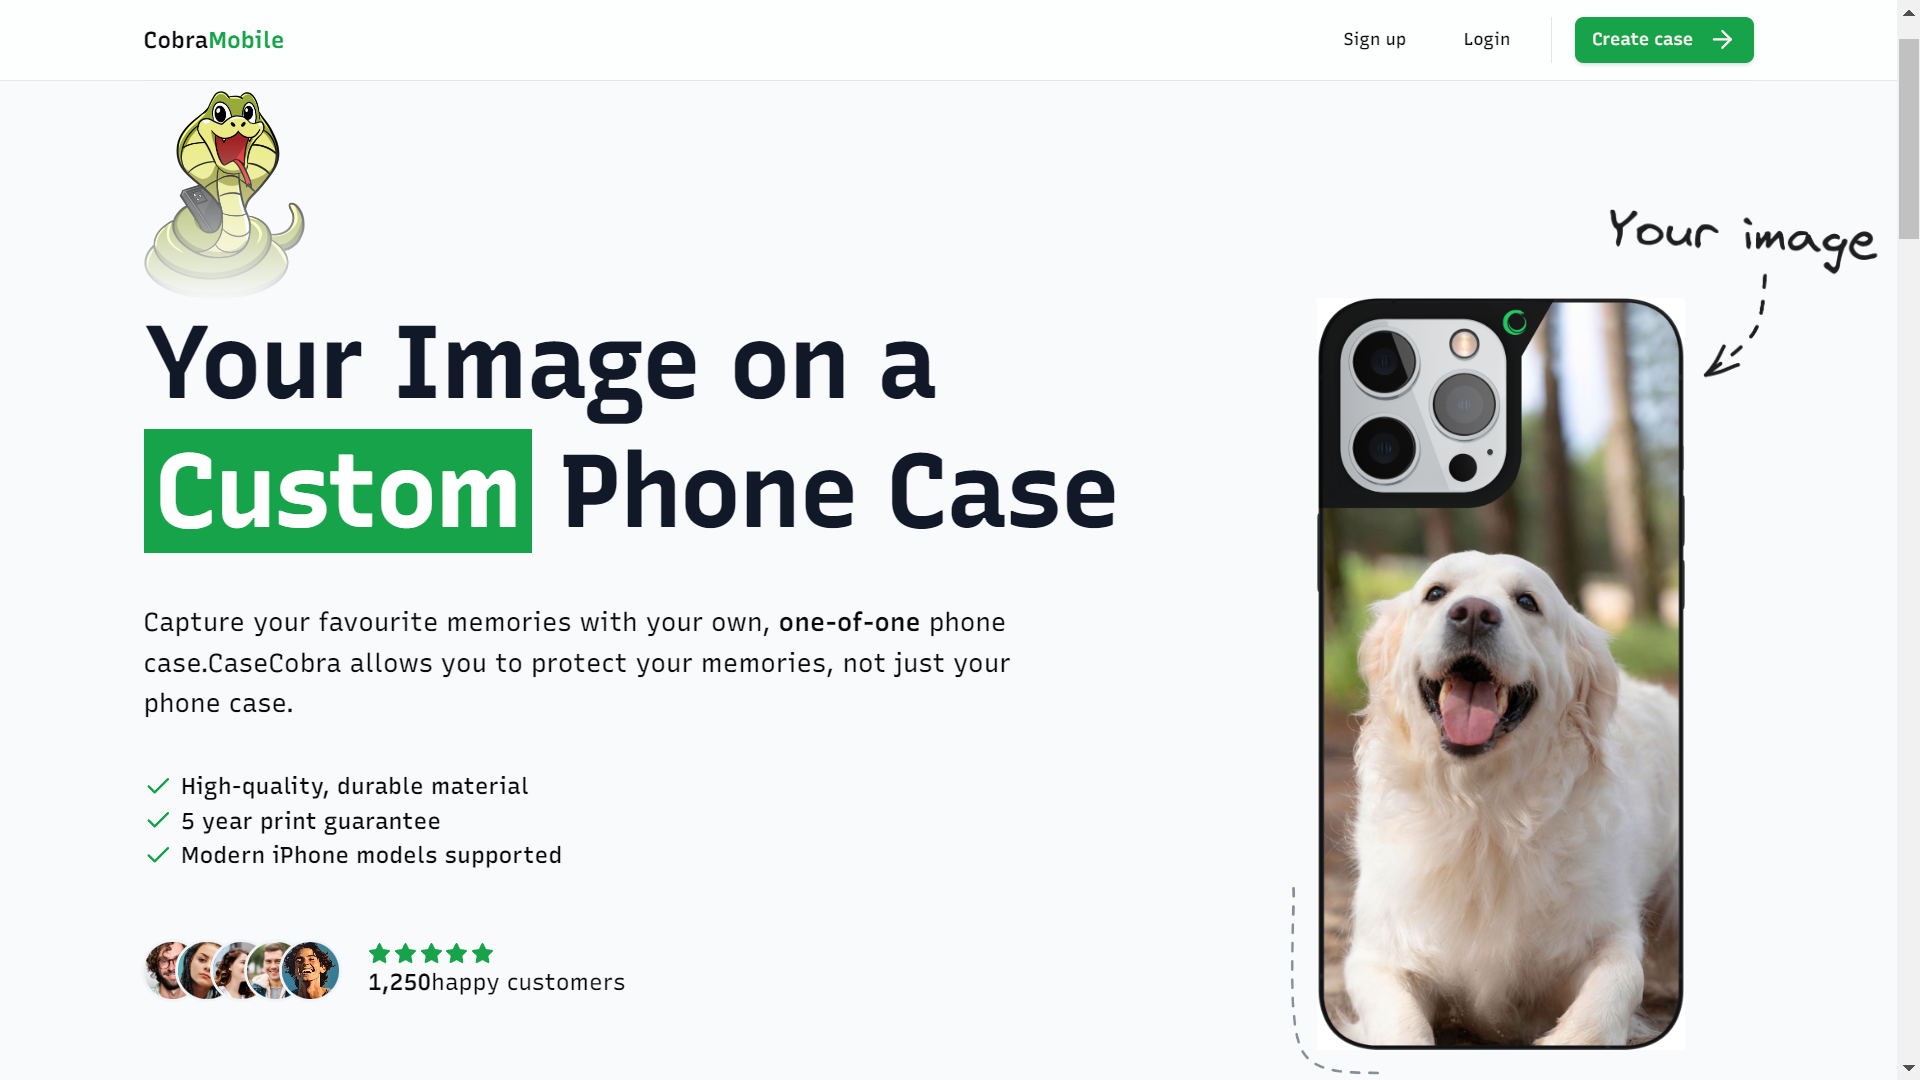 CobraMobile
Sign up
Login
Create case
Your image
Your Image on a
Custom Phone Case
Capture your favourite memories with your own, one-of-one phone
case.CaseCobra allows you to protect your memories, not just your
phone case.
High-quality, durable material
5 year print guarantee
Modern iPhone models supported
1,250happy customers